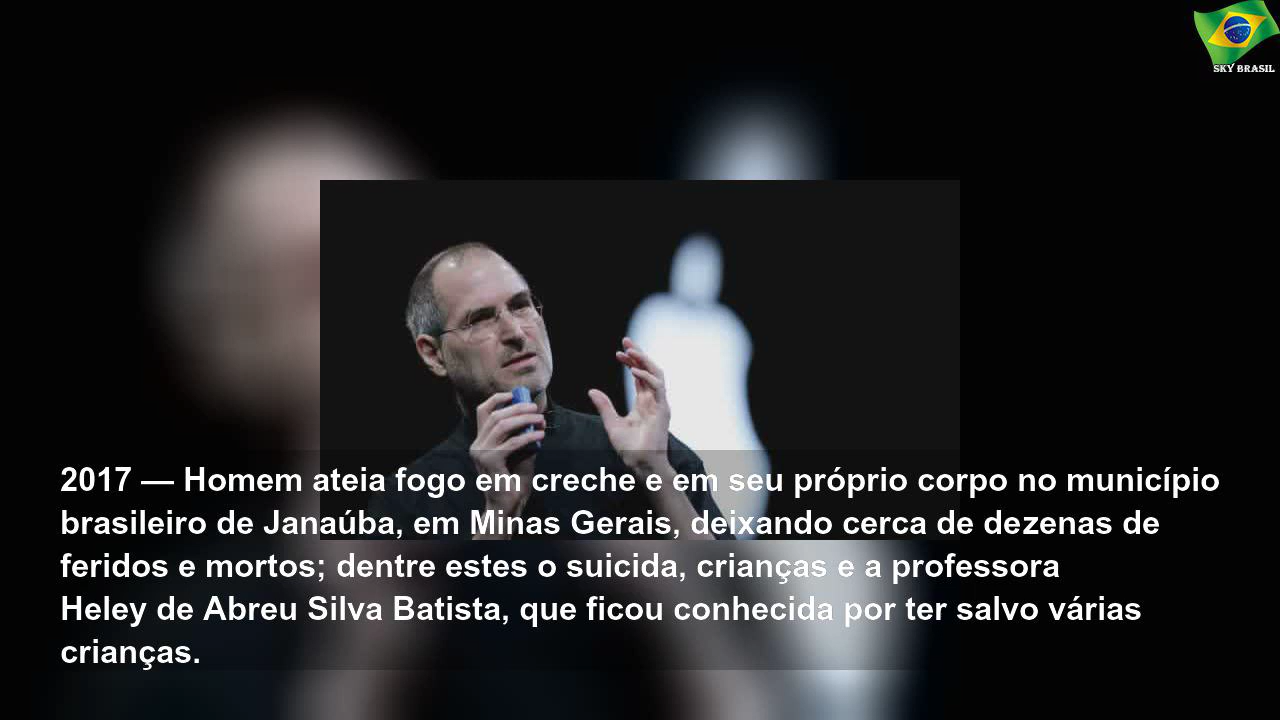 SKY BRASIL
2017 — Homem ateia fogo em creche e em seu próprio corpo no município
brasileiro de Janaúba, em Minas Gerais, deixando cerca de dezenas de
feridos e mortos; dentre estes o suicida, crianças e a professora
Heley de Abreu Silva Batista, que ficou conhecida por ter salvo várias
crianças.